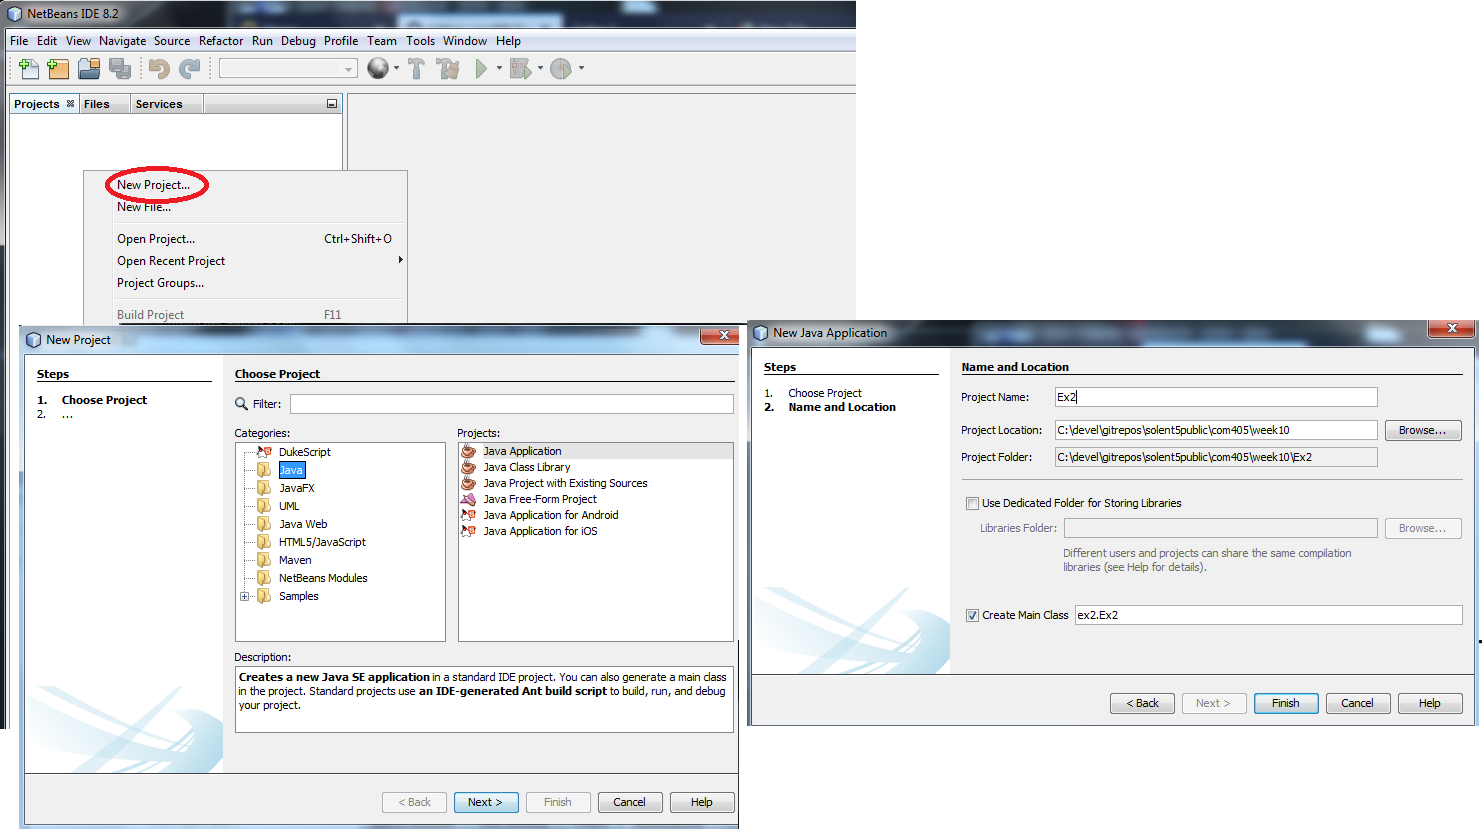 NetBeans IDE 8.2
File Edit View Navigate Source Refactor Run Debug Profile Team Tools Window Help
Projects Files Services
New Project...
New File...
Open Project... Ctrl+Shift+O
Open Recent Project
Project Groups...
Build Project F11
New Project
Steps
1. Choose Project
2. ...
Choose Project
Filter:
Categories:
DukeScript
Java
JavaFX
UML
Java Web
HTML5/JavaScript
Maven
NetBeans Modules
Samples
Projects:
Java Application
Java Class Library
Java Project with Existing Sources
Java Free-Form Project
Java Application for Android
Java Application for iOS
Description:
Creates a new Java SE application in a standard IDE project. You can also generate a main class
in the project. Standard projects use an IDE-generated Ant build script to build, run, and debug
your project.
< Back Next > Finish Cancel Help
New Java Application
Steps
1. Choose Project
2. Name and Location
Name and Location
Project Name: Ex2
Project Location: C:\devel\gitrepos\solent5public\com405\week10 Browse...
Project Folder: C:\devel\gitrepos\solent5public\com405\week10\Ex2
Use Dedicated Folder for Storing Libraries
Libraries Folder: Browse...
Different users and projects can share the same compilation
libraries (see Help for details).
Create Main Class ex2.Ex2
< Back Next > Finish Cancel Help